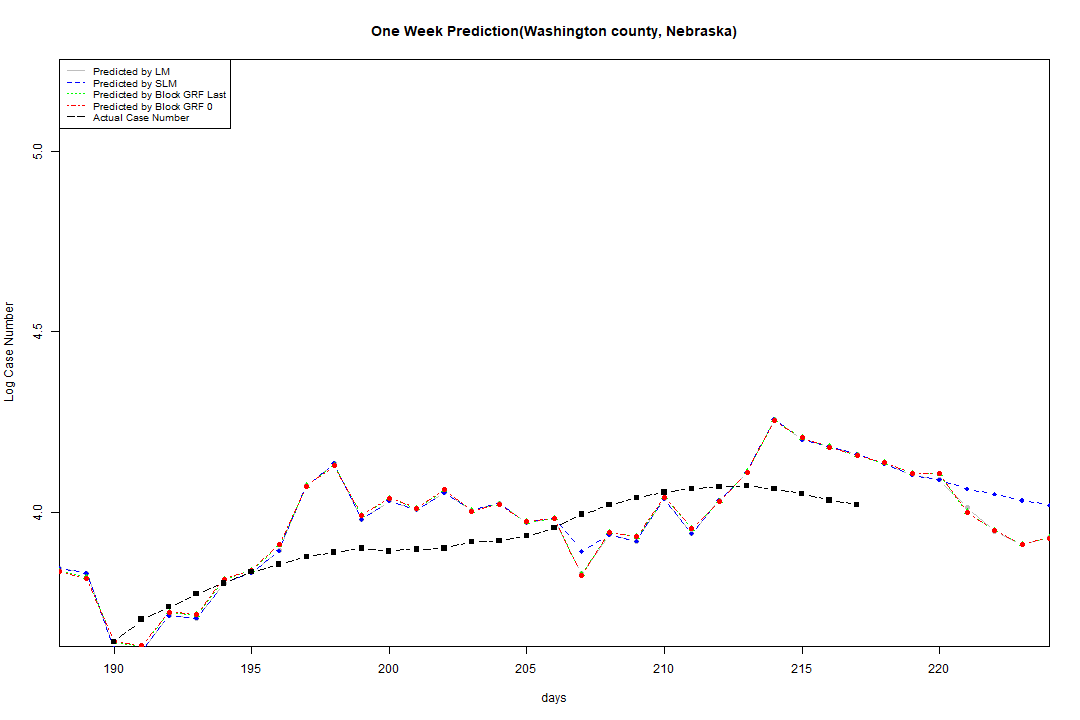 One Week Prediction(Washington county, Nebraska)
Predicted by LM
Predicted by SLM
Predicted by Block GRF Last
Predicted by Block GRF 0
Actual Case Number
5.0
4.5
4.0
Log Case Number
190 195 200 205 210 215 220
days